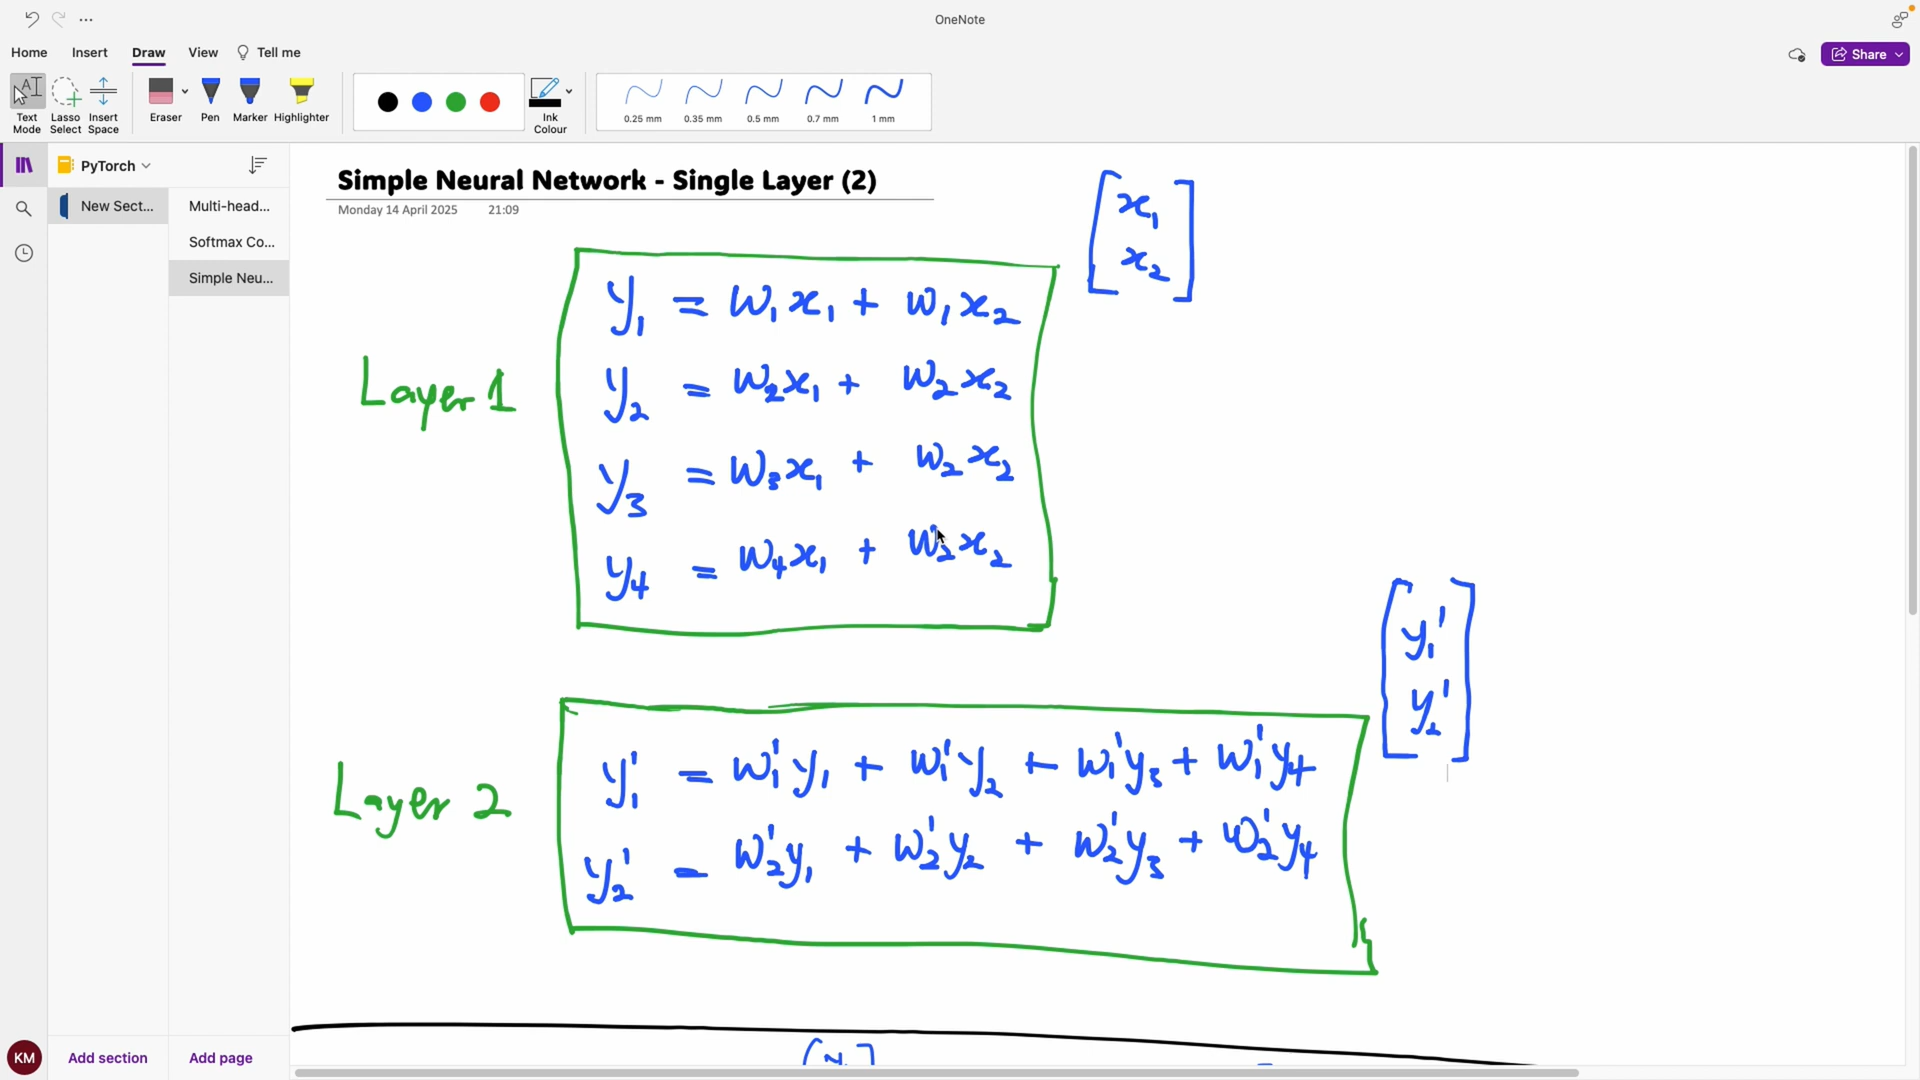 OneNote
Home Insert Draw View Tell me
Share
Text Mode
Lasso Select
Insert Space
Eraser
Pen
Marker
Highlighter
Ink Colour
0.25 mm 0.35 mm 0.5 mm 0.7 mm 1 mm
PyTorch
New Sect...
Multi-head...
Softmax Co...
Simple Neu...
Simple Neural Network - Single Layer (2)
Monday 14 April 2025 21:09
x₁
x₂
Layer 1
y₁ = w₁x₁ + w₁x₂
y₂ = w₂x₁ + w₂x₂
y₃ = w₃x₁ + w₂x₂
y₄ = w₄x₁ + w₂x₂
y₁'
y₂'
Layer 2
y₁' = w₁'y₁ + w₁'y₂ + w₁'y₃ + w₁'y₄
y₂' = w₂'y₁ + w₂'y₂ + w₂'y₃ + w₂'y₄
KM
Add section
Add page